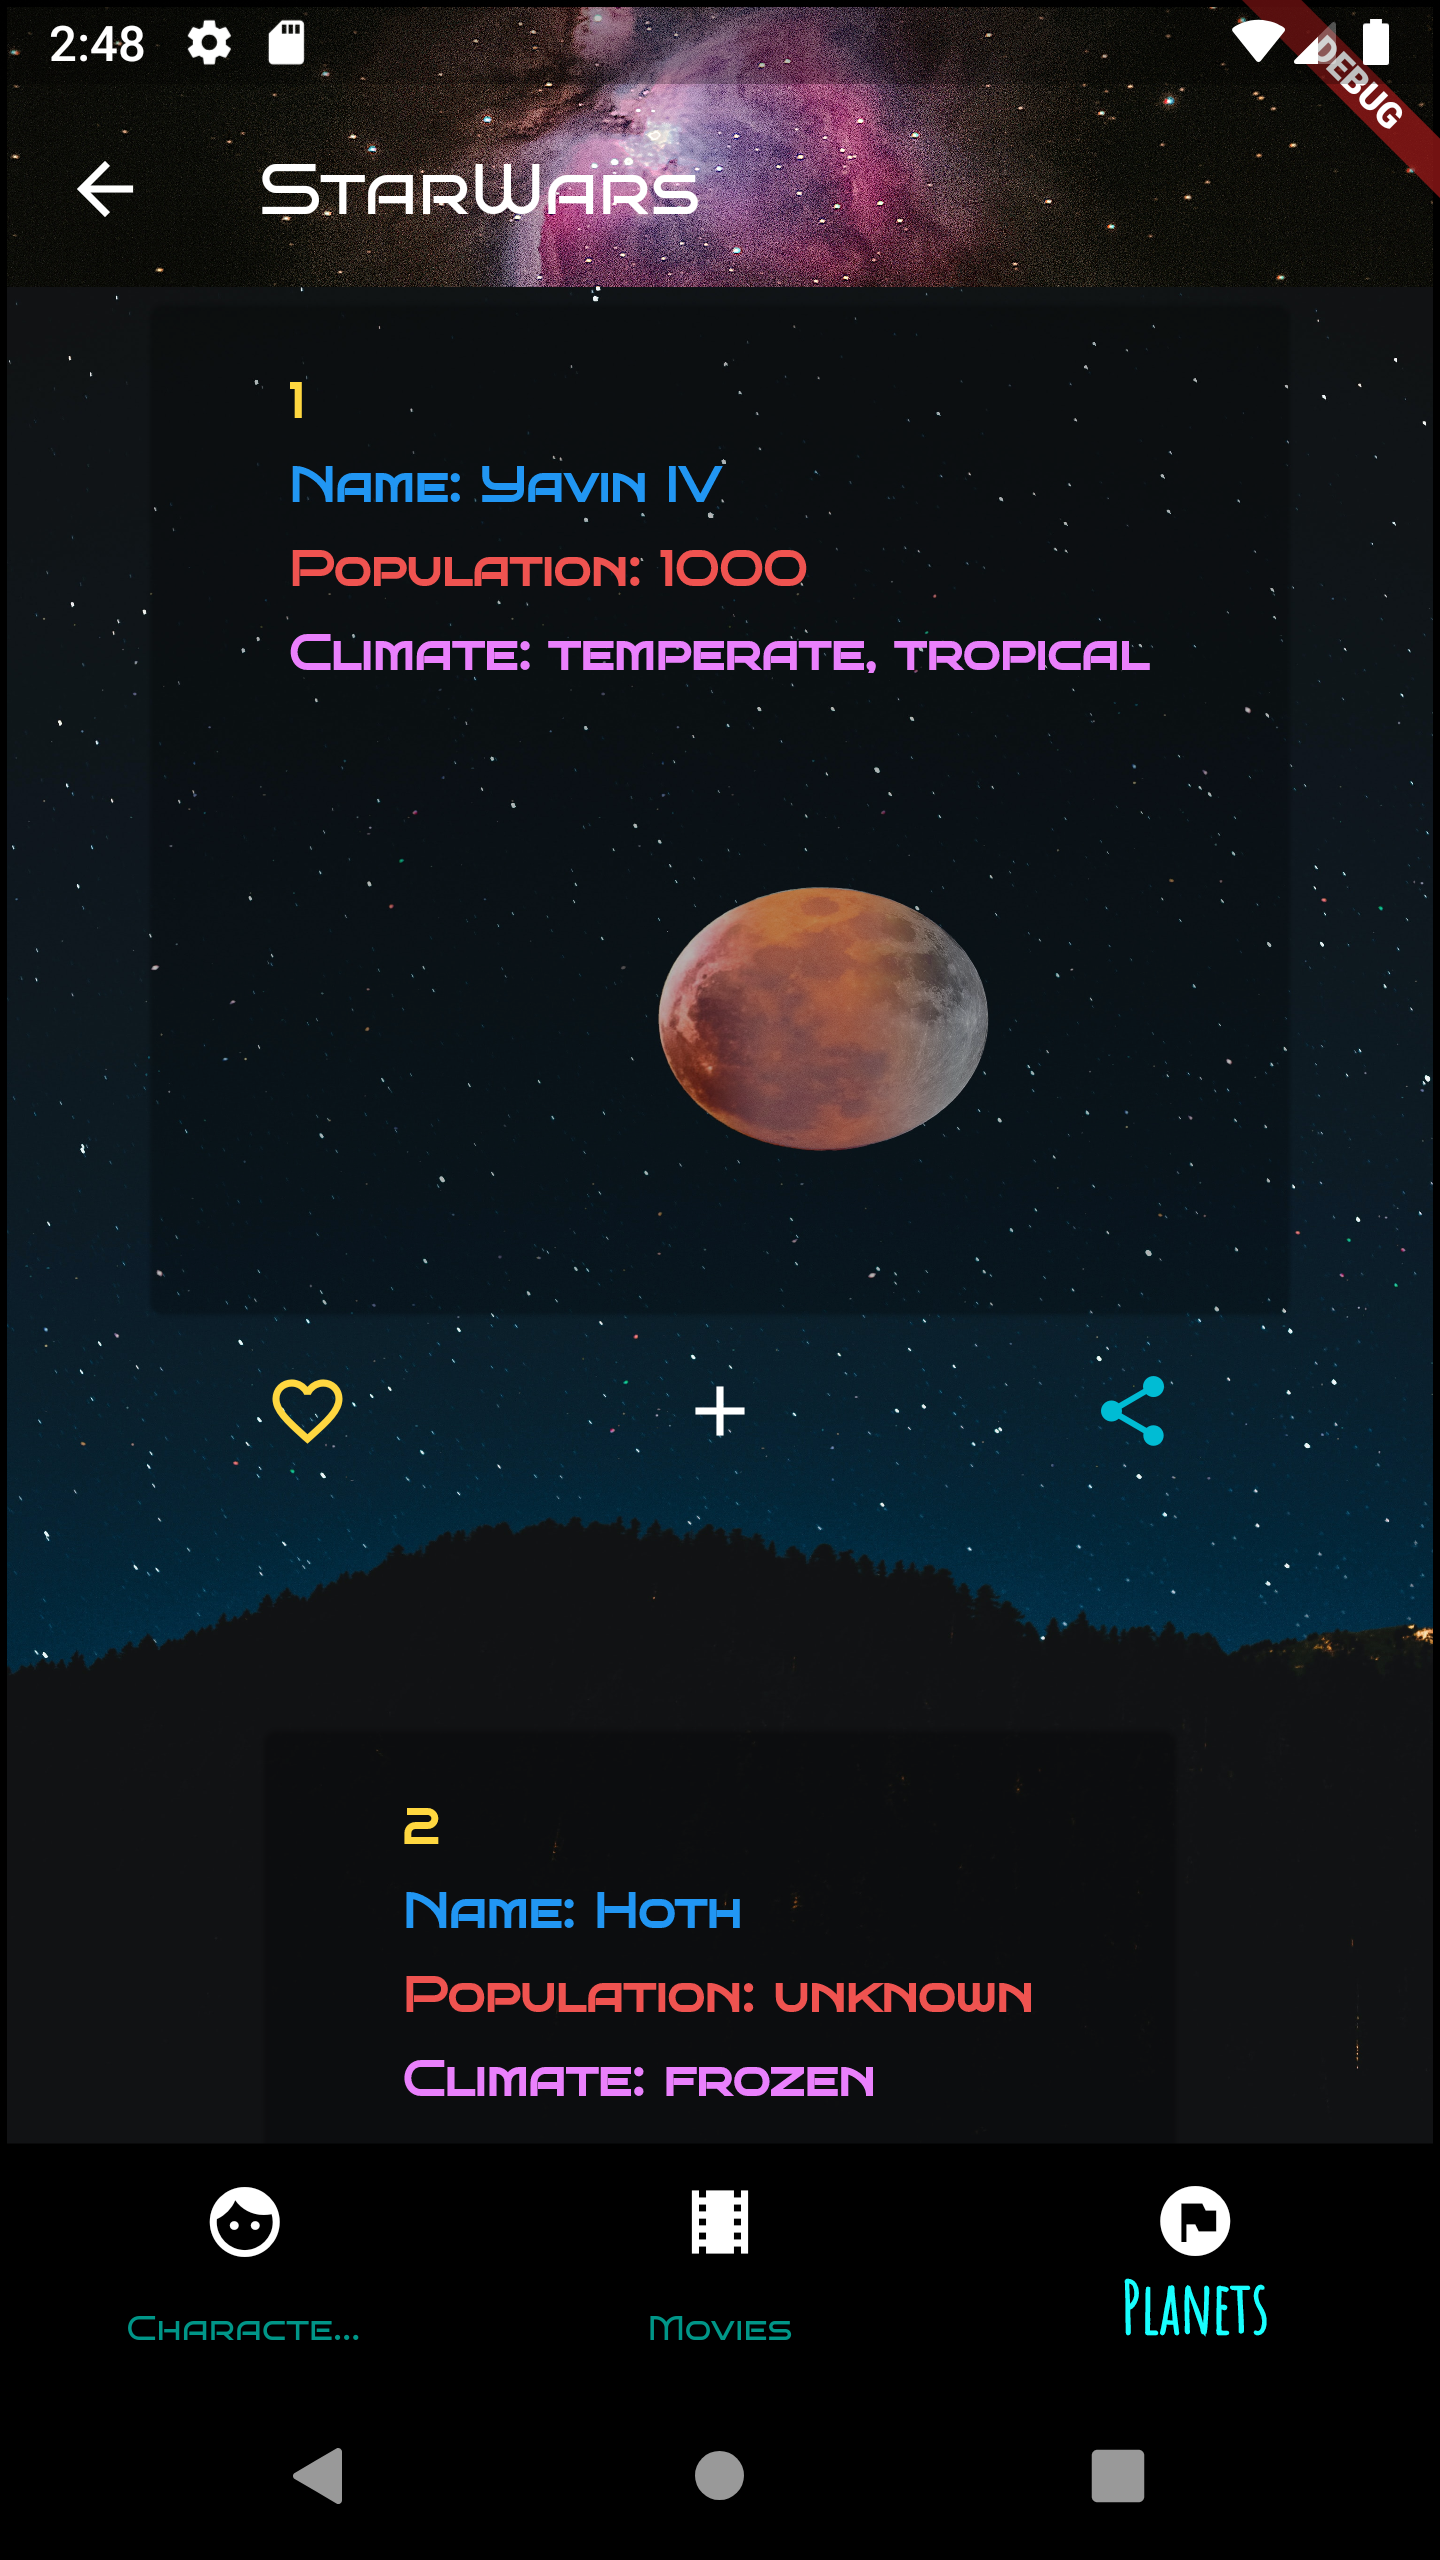 2:48
DEBUG
StarWars
1
Name: Yavin IV
Population: 1000
Climate: temperate, tropical
2
Name: Hoth
Population: unknown
Climate: frozen
Characte...
Movies
Planets